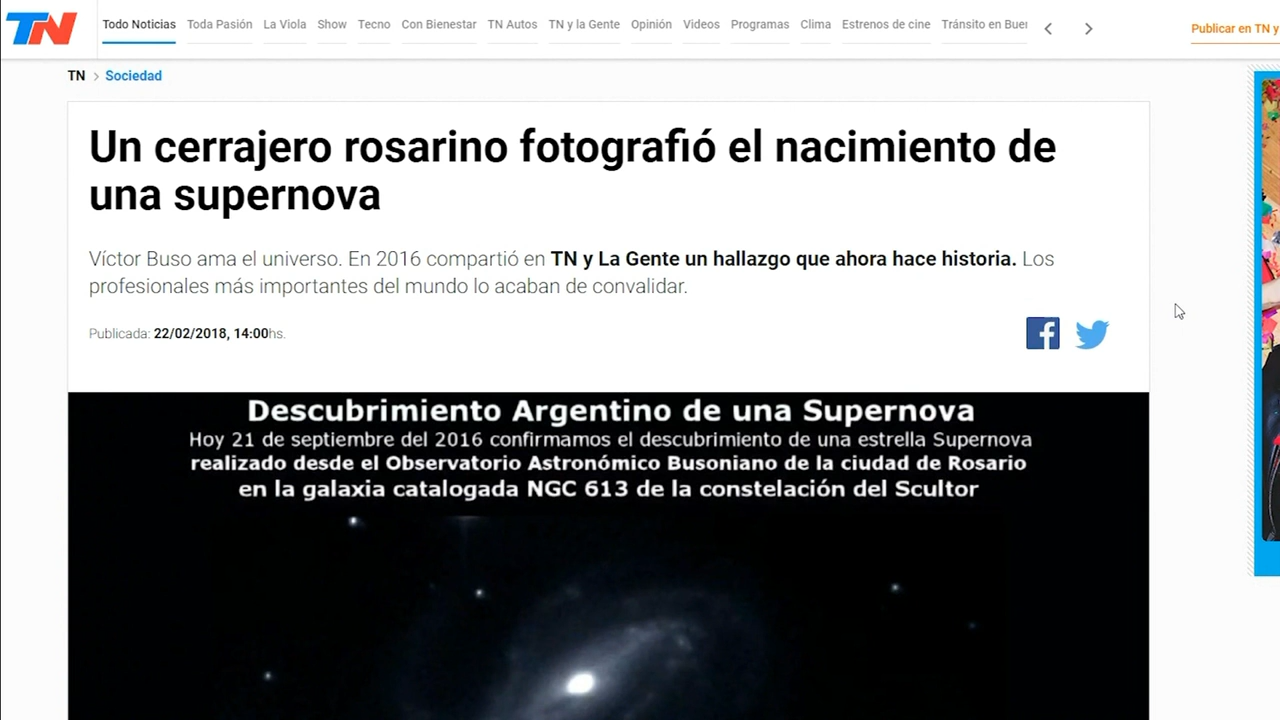 TN
Todo Noticias Toda Pasión La Viola Show Tecno Con Bienestar TN Autos TN y la Gente Opinión Videos Programas Clima Estrenos de cine Tránsito en Buen
Publicar en TN y
TN > Sociedad
Un cerrajero rosarino fotografió el nacimiento de
una supernova
Víctor Buso ama el universo. En 2016 compartió en TN y La Gente un hallazgo que ahora hace historia. Los
profesionales más importantes del mundo lo acaban de convalidar.
Publicada: 22/02/2018, 14:00hs.
Descubrimiento Argentino de una Supernova
Hoy 21 de septiembre del 2016 confirmamos el descubrimiento de una estrella Supernova
realizado desde el Observatorio Astronómico Busoniano de la ciudad de Rosario
en la galaxia catalogada NGC 613 de la constelación del Scultor